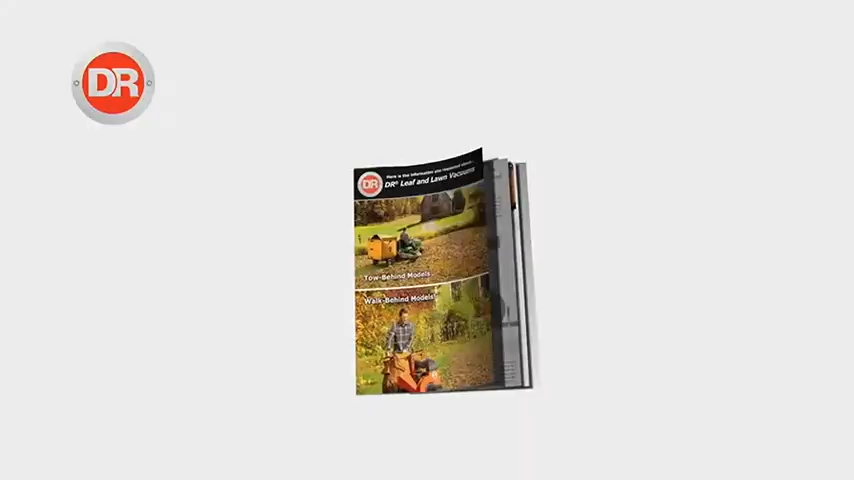 DR
Here is the information you requested about...
DR
DR® Leaf and Lawn Vacuums
Tow-Behind Models
Walk-Behind Models